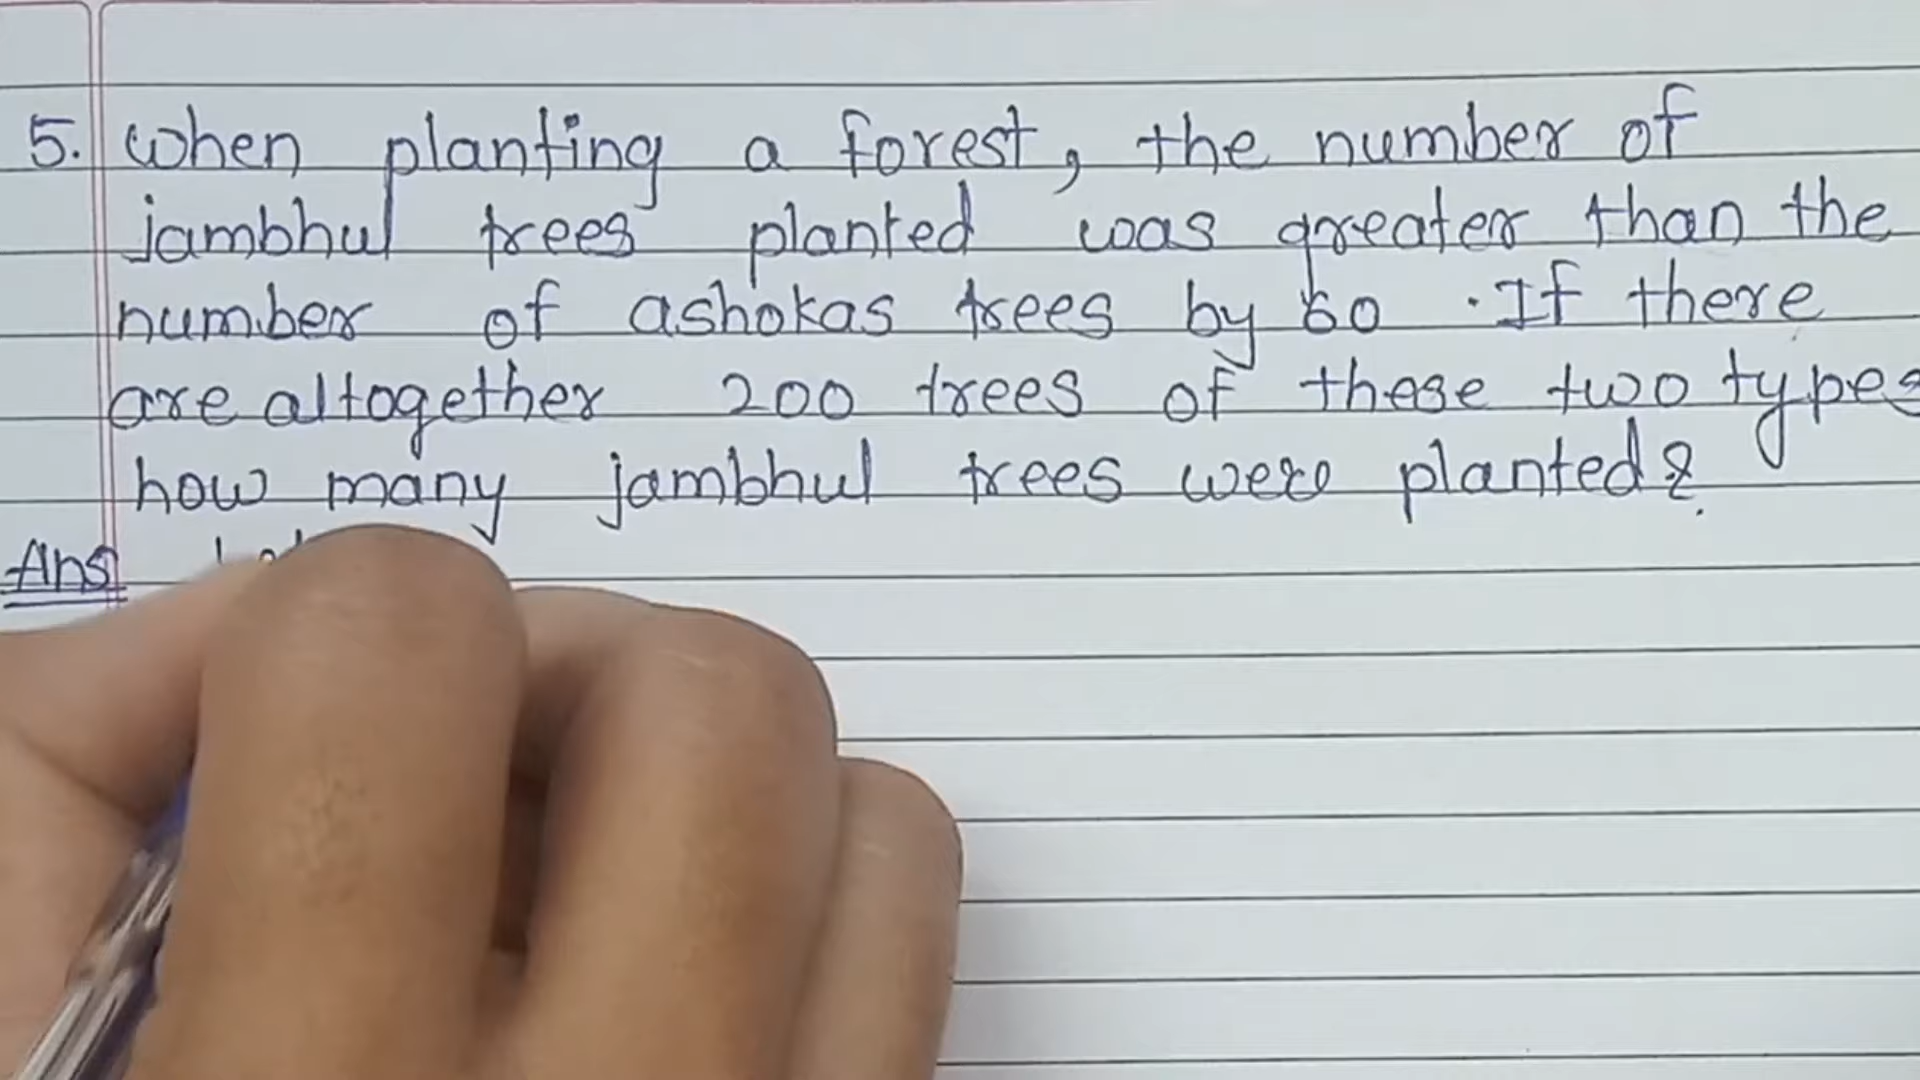 5. When planting a forest, the number of
jambhul trees planted was greater than the
number of ashokas trees by 60 . If there
are altogether 200 trees of these two types
how many jambhul trees were planted?
Ans